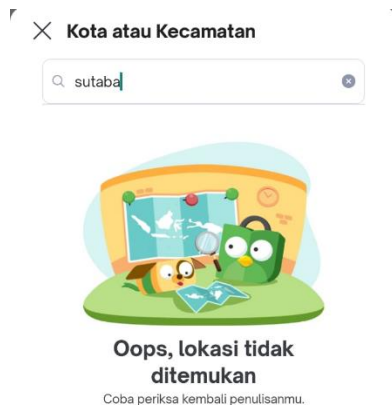 Kota atau Kecamatan
sutaba
Oops, lokasi tidak
ditemukan
Coba periksa kembali penulisanmu.